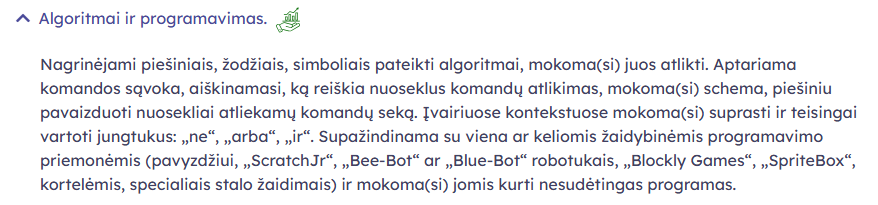 Algoritmai ir programavimas.
Nagrinėjami piešiniais, žodžiais, simboliais pateikti algoritmai, mokoma(si) juos atlikti. Aptariama
komandos sąvoka, aiškinamasi, ką reiškia nuoseklus komandų atlikimas, mokoma(si) schema, piešiniu
pavaizduoti nuosekliai atliekamų komandų seką. Įvairiuose kontekstuose mokoma(si) suprasti ir teisingai
vartoti jungtukus: „ne“, „arba“, „ir“. Supažindinama su viena ar keliomis žaidybinėmis programavimo
priemonėmis (pavyzdžiui, „ScratchJr“, „Bee-Bot“ ar „Blue-Bot“ robotukais, „Blockly Games“, „SpriteBox“,
kortelėmis, specialiais stalo žaidimais) ir mokoma(si) jomis kurti nesudėtingas programas.